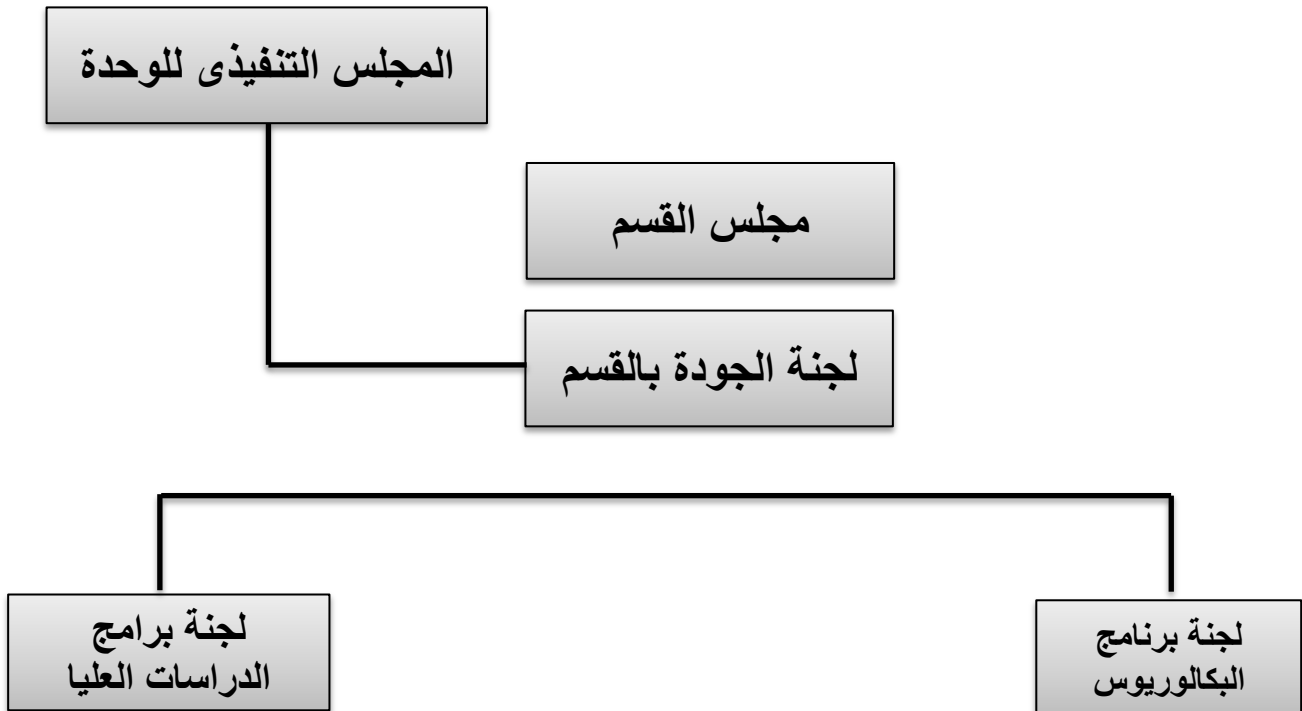 المجلس التنفيذى للوحدة
مجلس القسم
لجنة الجودة بالقسم
لجنة برنامج
البكالوريوس
لجنة برامج
الدراسات العليا